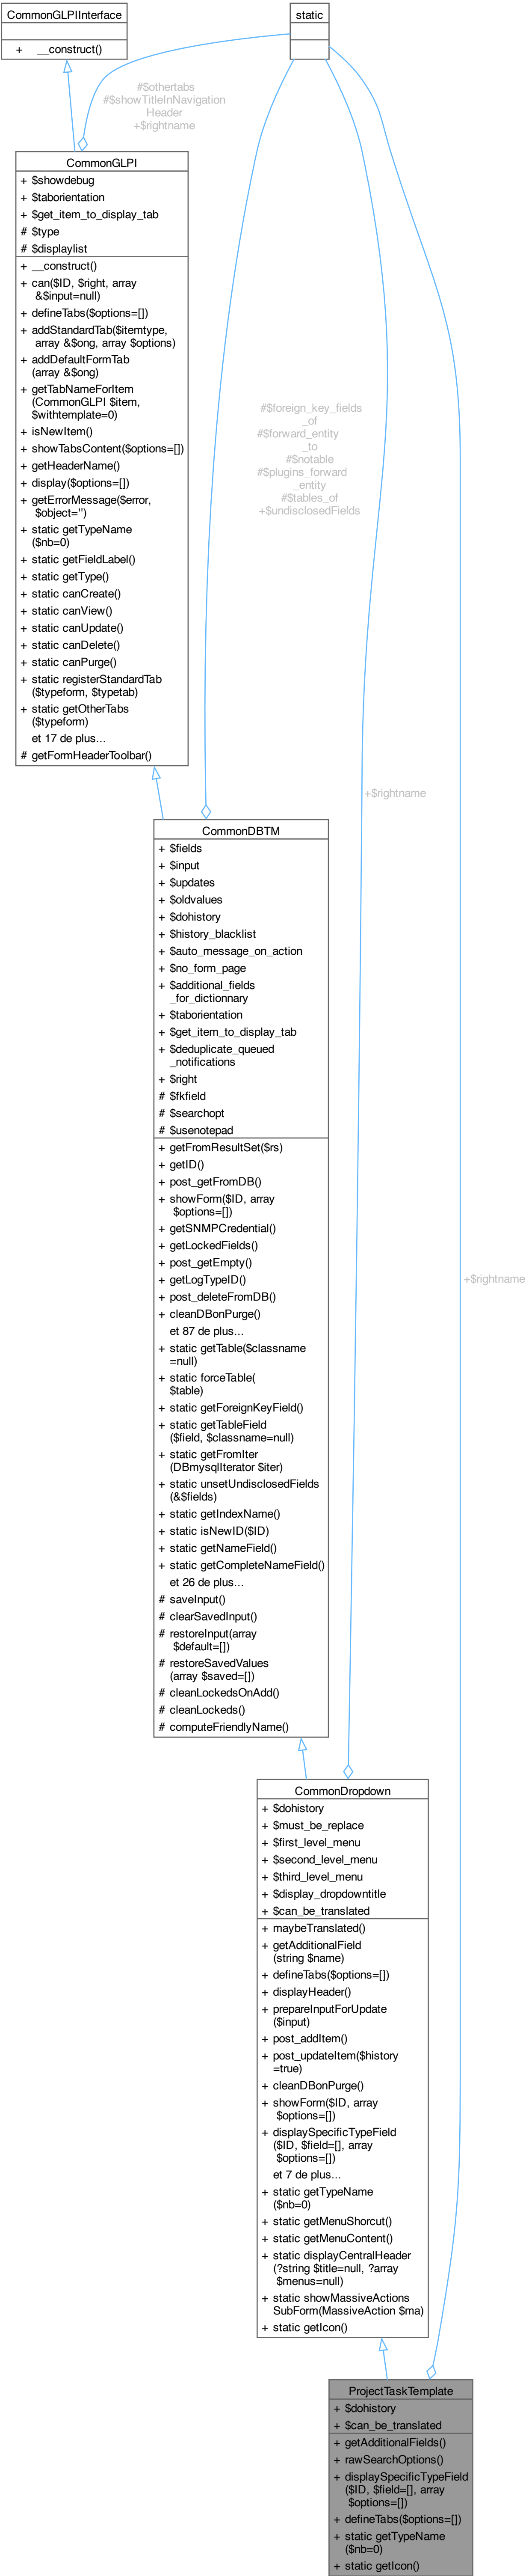 CommonGLPIInterface
+ __construct()
static
#$othertabs
#$showTitleInNavigation
Header
+$rightname
CommonGLPI
+ $showdebug
+ $taborientation
+ $get_item_to_display_tab
# $type
# $displaylist
+ __construct()
+ can($ID, $right, array
&$input=null)
+ defineTabs($options=[])
+ addStandardTab($itemtype,
array &$ong, array $options)
+ addDefaultFormTab
(array &$ong)
+ getTabNameForItem
(CommonGLPI $item,
$withtemplate=0)
+ isNewItem()
+ showTabsContent($options=[])
+ getHeaderName()
+ display($options=[])
+ getErrorMessage($error,
$object='')
+ static getTypeName
($nb=0)
+ static getFieldLabel()
+ static getType()
+ static canCreate()
+ static canView()
+ static canUpdate()
+ static canDelete()
+ static canPurge()
+ static registerStandardTab
($typeform, $typetab)
+ static getOtherTabs
($typeform)
et 17 de plus...
# getFormHeaderToolbar()
#$foreign_key_fields
_of
#$forward_entity
_to
#$notable
#$plugins_forward
_entity
#$tables_of
+$undisclosedFields
+$rightname
CommonDBTM
+ $fields
+ $input
+ $updates
+ $oldvalues
+ $dohistory
+ $history_blacklist
+ $auto_message_on_action
+ $no_form_page
+ $additional_fields
_for_dictionnary
+ $taborientation
+ $get_item_to_display_tab
+ $deduplicate_queued
_notifications
+ $right
# $fkfield
# $searchopt
# $usenotepad
+ getFromResultSet($rs)
+ getID()
+ post_getFromDB()
+ showForm($ID, array
$options=[])
+ getSNMPCredential()
+ getLockedFields()
+ post_getEmpty()
+ getLogTypeID()
+ post_deleteFromDB()
+ cleanDBonPurge()
et 87 de plus...
+ static getTable($classname
=null)
+ static forceTable(
$table)
+ static getForeignKeyField()
+ static getTableField
($field, $classname=null)
+ static getFromIter
(DBmysqlIterator $iter)
+ static unsetUndisclosedFields
(&$fields)
+ static getIndexName()
+ static isNewID($ID)
+ static getNameField()
+ static getCompleteNameField()
et 26 de plus...
# saveInput()
# clearSavedInput()
# restoreInput(array
$default=[])
# restoreSavedValues
(array $saved=[])
# cleanLockedsOnAdd()
# cleanLockeds()
# computeFriendlyName()
+$rightname
CommonDropdown
+ $dohistory
+ $must_be_replace
+ $first_level_menu
+ $second_level_menu
+ $third_level_menu
+ $display_dropdowntitle
+ $can_be_translated
+ maybeTranslated()
+ getAdditionalField
(string $name)
+ defineTabs($options=[])
+ displayHeader()
+ prepareInputForUpdate
($input)
+ post_addItem()
+ post_updateItem($history
=true)
+ cleanDBonPurge()
+ showForm($ID, array
$options=[])
+ displaySpecificTypeField
($ID, $field=[], array
$options=[])
et 7 de plus...
+ static getTypeName
($nb=0)
+ static getMenuShorcut()
+ static getMenuContent()
+ static displayCentralHeader
(?string $title=null, ?array
$menus=null)
+ static showMassiveActions
SubForm(MassiveAction $ma)
+ static getIcon()
ProjectTaskTemplate
+ $dohistory
+ $can_be_translated
+ getAdditionalFields()
+ rawSearchOptions()
+ displaySpecificTypeField
($ID, $field=[], array
$options=[])
+ defineTabs($options=[])
+ static getTypeName
($nb=0)
+ static getIcon()